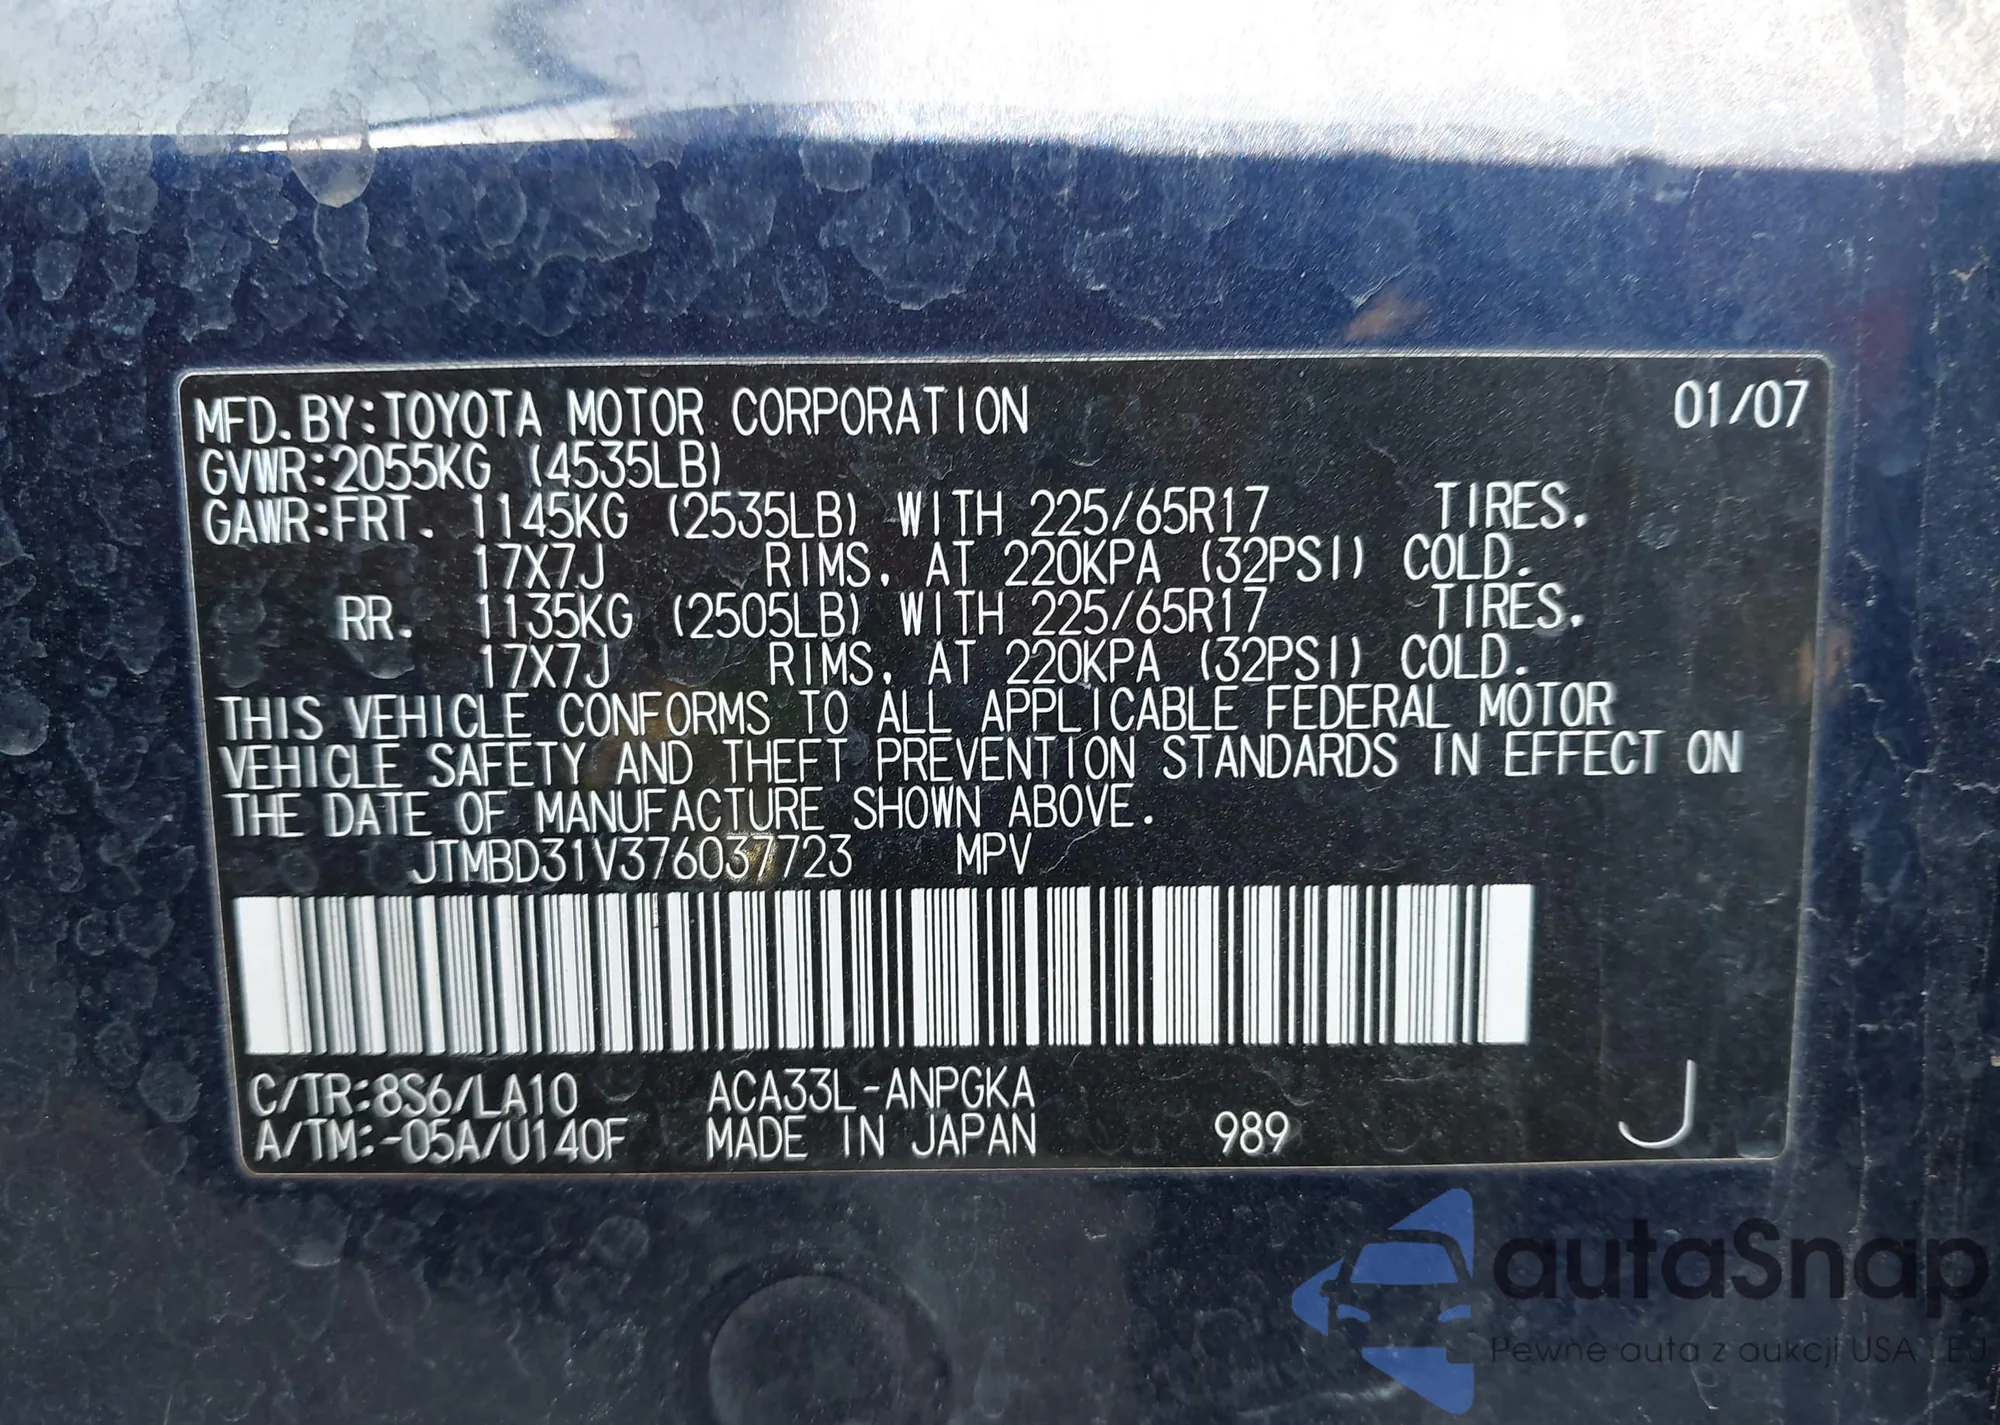 MFD.BY:TOYOTA MOTOR CORPORATION 01/07
GVWR:2055KG (4535LB)
GAWR:FRT. 1145KG (2535LB) WITH 225/65R17 TIRES,
17X7J RIMS, AT 220KPA (32PSI) COLD.
RR. 1135KG (2505LB) WITH 225/65R17 TIRES,
17X7J RIMS, AT 220KPA (32PSI) COLD.
THIS VEHICLE CONFORMS TO ALL APPLICABLE FEDERAL MOTOR
VEHICLE SAFETY AND THEFT PREVENTION STANDARDS IN EFFECT ON
THE DATE OF MANUFACTURE SHOWN ABOVE.
JTMBD31V376037723 MPV
C/TR:8S6/LA10 ACA33L-ANPGKA
A/TM:-05A/U140F MADE IN JAPAN 989 J
autaSnap
Pewne auta z aukcji USA i EU